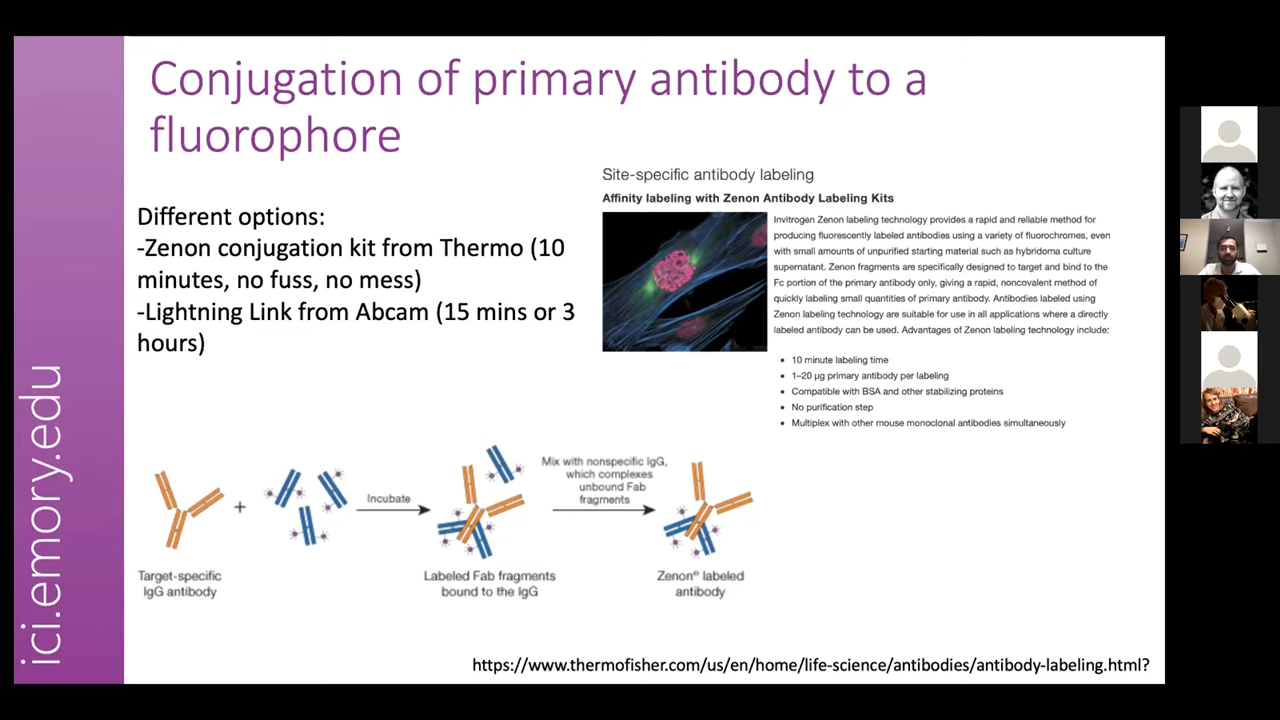 Conjugation of primary antibody to a
fluorophore
Different options:
-Zenon conjugation kit from Thermo (10
minutes, no fuss, no mess)
-Lightning Link from Abcam (15 mins or 3
hours)
Site-specific antibody labeling
Affinity labeling with Zenon Antibody Labeling Kits
Invitrogen Zenon labeling technology provides a rapid and reliable method for
producing fluorescently labeled antibodies using a variety of fluorochromes, even
with small amounts of unpurified starting material such as hybridoma culture
supernatant. Zenon fragments are specifically designed to target and bind to the
Fc portion of the primary antibody only, giving a rapid, noncovalent method of
quickly labeling small quantities of primary antibody. Antibodies labeled using
Zenon labeling technology are suitable for use in all applications where a directly
labeled antibody can be used. Advantages of Zenon labeling technology include:
• 10 minute labeling time
• 1–20 µg primary antibody per labeling
• Compatible with BSA and other stabilizing proteins
• No purification step
• Multiplex with other mouse monoclonal antibodies simultaneously
+
Incubate
Mix with nonspecific IgG,
which complexes
unbound Fab
fragments
Target-specific
IgG antibody
Labeled Fab fragments
bound to the IgG
Zenon® labeled
antibody
https://www.thermofisher.com/us/en/home/life-science/antibodies/antibody-labeling.html?
ici.emory.edu